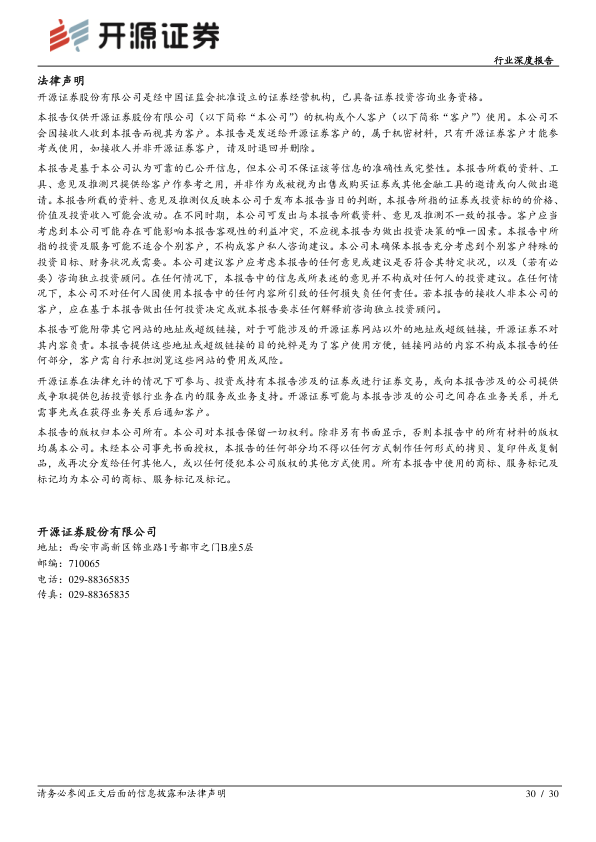 开源证券
行业深度报告
法律声明
开源证券股份有限公司是经中国证监会批准设立的证券经营机构，已具备证券投资咨询业务资格。
本报告仅供开源证券股份有限公司（以下简称“本公司”）的机构或个人客户（以下简称“客户”）使用。本公司不
会因接收人收到本报告而视其为客户。本报告是发送给开源证券客户的，属于机密材料，只有开源证券客户才能参
考或使用，如接收人并非开源证券客户，请及时退回并删除。
本报告是基于本公司认为可靠的已公开信息，但本公司不保证该等信息的准确性或完整性。本报告所载的资料、工
具、意见及推测只提供给客户作参考之用，并非作为或被视为出售或购买证券或其他金融工具的邀请或向人做出邀
请。本报告所载的资料、意见及推测仅反映本公司于发布本报告当日的判断，本报告所指的证券或投资标的的价格、
价值及投资收入可能会波动。在不同时期，本公司可发出与本报告所载资料、意见及推测不一致的报告。客户应当
考虑到本公司可能存在可能影响本报告客观性的利益冲突，不应视本报告为做出投资决策的唯一因素。本报告中所
指的投资及服务可能不适合个别客户，不构成客户私人咨询建议。本公司未确保本报告充分考虑到个别客户特殊的
投资目标、财务状况或需要。本公司建议客户应考虑本报告的任何意见或建议是否符合其特定状况，以及（若有必
要）咨询独立投资顾问。在任何情况下，本报告中的信息或所表述的意见并不构成对任何人的投资建议。在任何情
况下，本公司不对任何人因使用本报告中的任何内容所引致的任何损失负任何责任。若本报告的接收人非本公司的
客户，应在基于本报告做出任何投资决定或就本报告要求任何解释前咨询独立投资顾问。
本报告可能附带其它网站的地址或超级链接，对于可能涉及的开源证券网站以外的地址或超级链接，开源证券不对
其内容负责。本报告提供这些地址或超级链接的目的纯粹是为了客户使用方便，链接网站的内容不构成本报告的任
何部分，客户需自行承担浏览这些网站的费用或风险。
开源证券在法律允许的情况下可参与、投资或持有本报告涉及的证券或进行证券交易，或向本报告涉及的公司提供
或争取提供包括投资银行业务在内的服务或业务支持。开源证券可能与本报告涉及的公司之间存在业务关系，并无
需事先或在获得业务关系后通知客户。
本报告的版权归本公司所有。本公司对本报告保留一切权利。除非另有书面显示，否则本报告中的所有材料的版权
均属本公司。未经本公司事先书面授权，本报告的任何部分均不得以任何方式制作任何形式的拷贝、复印件或复制
品，或再次分发给任何其他人，或以任何侵犯本公司版权的其他方式使用。所有本报告中使用的商标、服务标记及
标记均为本公司的商标、服务标记及标记。
开源证券股份有限公司
地址：西安市高新区锦业路1号都市之门B座5层
邮编：710065
电话：029-88365835
传真：029-88365835
请务必参阅正文后面的信息披露和法律声明
30 / 30